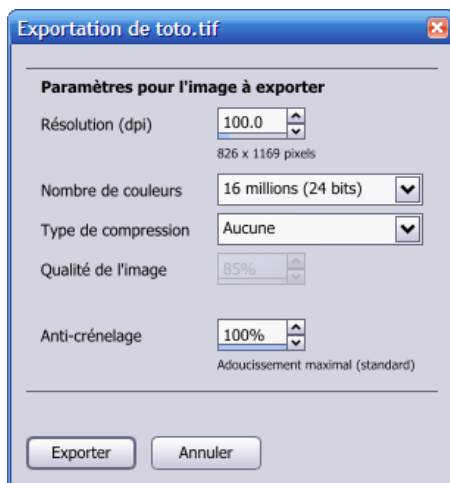 Exportation de toto.tif
Paramètres pour l'image à exporter
Résolution (dpi) 100.0
826 x 1169 pixels
Nombre de couleurs 16 millions (24 bits)
Type de compression Aucune
Qualité de l'image 85%
Anti-crénelage 100%
Adoucissement maximal (standard)
Exporter Annuler